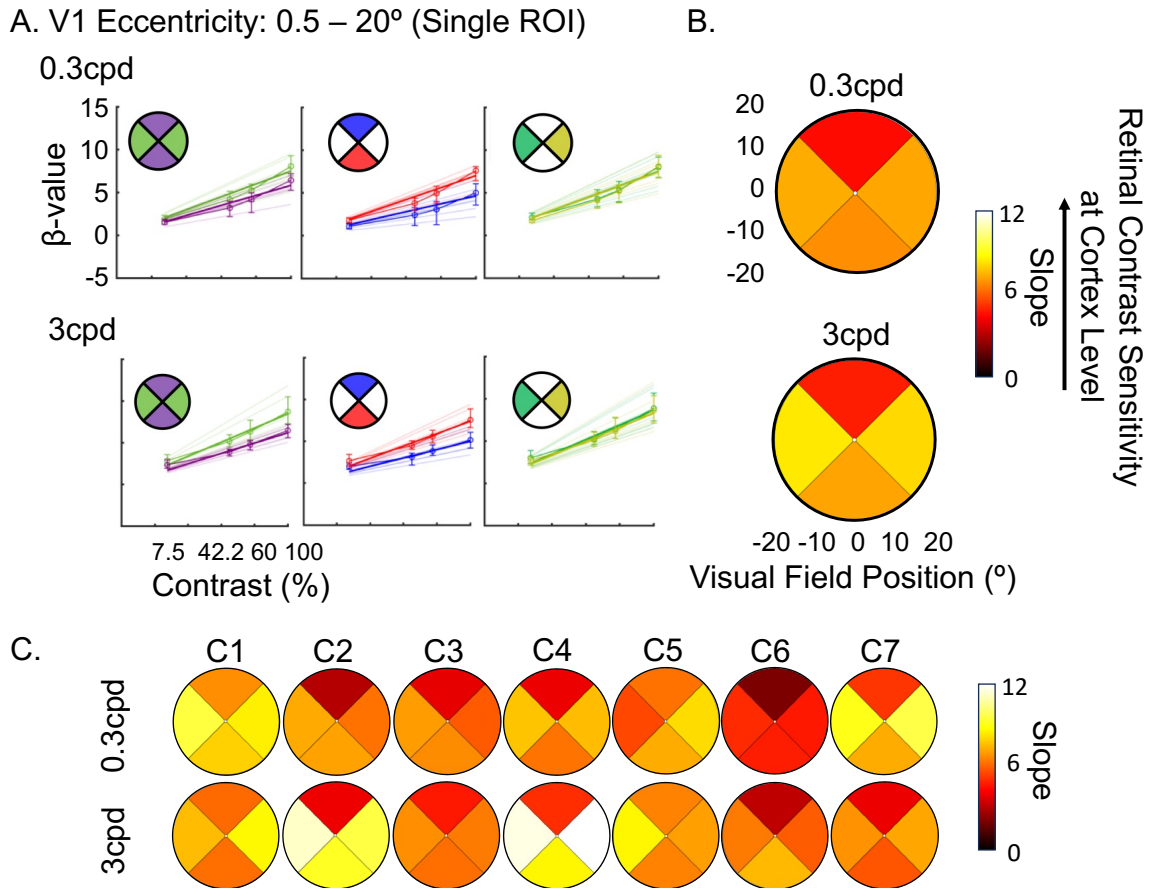 A. V1 Eccentricity: 0.5 – 20º (Single ROI)
0.3cpd
β-value
15
10
5
0
-5
3cpd
7.5 42.2 60 100
Contrast (%)
B.
0.3cpd
20
10
0
-10
-20
3cpd
-20 -10 0 10 20
Visual Field Position (º)
12
6
0
Slope
Retinal Contrast Sensitivity
at Cortex Level
C.
C1 C2 C3 C4 C5 C6 C7
0.3cpd
3cpd
12
6
0
Slope